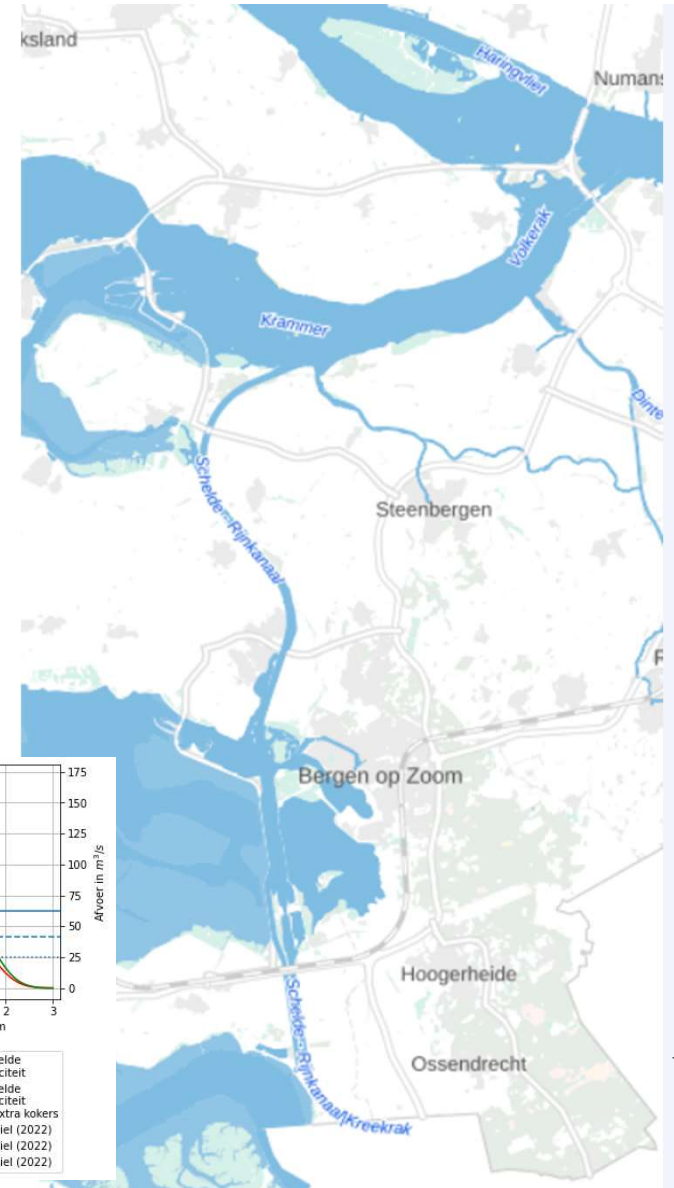 ksland
Haringvliet
Numans
Volkerak
Krammer
Dinte
Schelde - Rijnkanaal
Steenbergen
R
Bergen op Zoom
175
150
125
100
75
50
25
0
Afvoer in m³/s
2 3
m
Hoogerheide
Schelde - Rijnkanaal|Kreekrak
Ossendrecht
elde
citeit
elde
citeit
extra kokers
iel (2022)
iel (2022)
iel (2022)